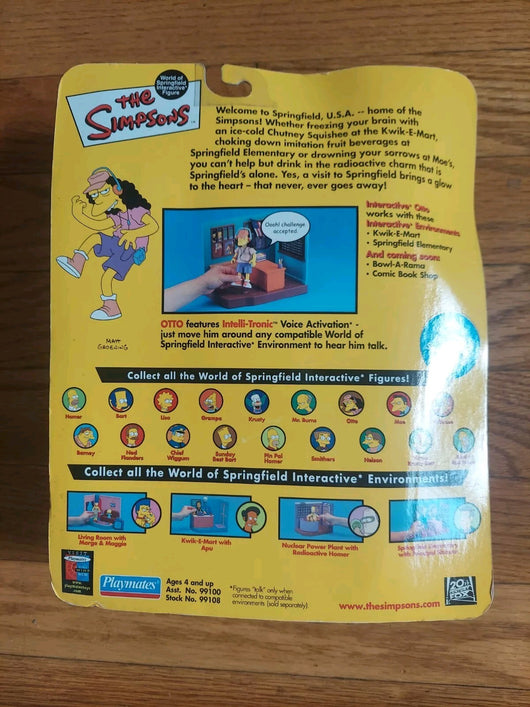 World of
Springfield
Interactive*
Figure
THE
SIMPSONS
Welcome to Springfield, U.S.A. -- home of the
Simpsons! Whether freezing your brain with
an ice-cold Chutney Squishee at the Kwik-E-Mart,
choking down imitation fruit beverages at
Springfield Elementary or drowning your sorrows at Moe's,
you can't help but drink in the radioactive charm that is
Springfield's alone. Yes, a visit to Springfield brings a glow
to the heart – that never, ever goes away!
Oooh! challenge
accepted.
Interactive Otto
works with these
Interactive Environments
• Kwik-E-Mart
• Springfield Elementary
And coming soon:
• Bowl-A-Rama
• Comic Book Shop
MATT
GROENING
OTTO features Intelli-Tronic™ Voice Activation* -
just move him around any compatible World of
Springfield Interactive* Environment to hear him talk.
Collect all the World of Springfield Interactive* Figures!
Homer
Bart
Lisa
Grampa
Krusty
Mr. Burns
Otto
Moe
Barney
Ned
Flanders
Chief
Wiggum
Sunday
Best Bart
Pin Pal
Homer
Smithers
Nelson
Collect all the World of Springfield Interactive* Environments!
Living Room with
Marge & Maggie
Kwik-E-Mart with
Apu
Nuclear Power Plant with
Radioactive Homer
VISIT
www.
playmatestoys
.com
Playmates®
Ages 4 and up
Asst. No. 99100
Stock No. 99108
*Figures "talk" only when
connected to compatible
environments (sold separately)
www.thesimpsons.com
20TH
CENTURY
FOX